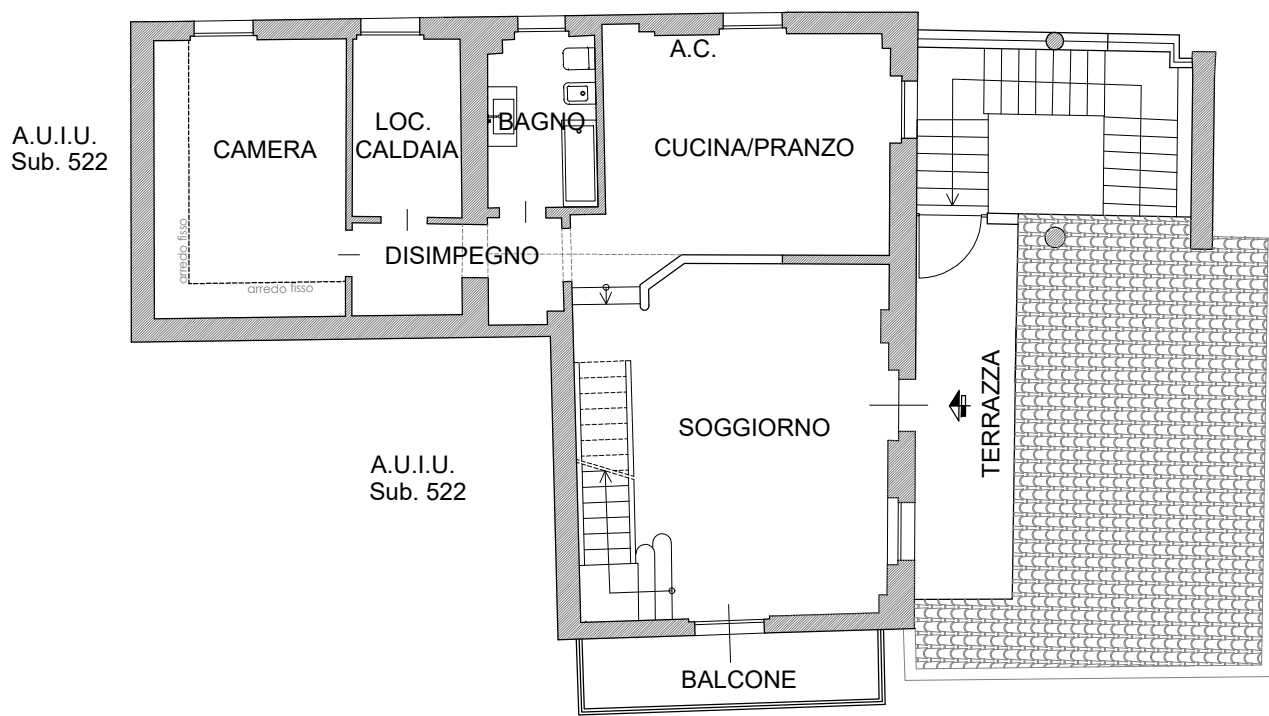 A.C.
A.U.I.U.
Sub. 522
CAMERA
LOC.
CALDAIA
BAGNO
CUCINA/PRANZO
arredo fisso
arredo fisso
DISIMPEGNO
TERRAZZA
SOGGIORNO
A.U.I.U.
Sub. 522
BALCONE